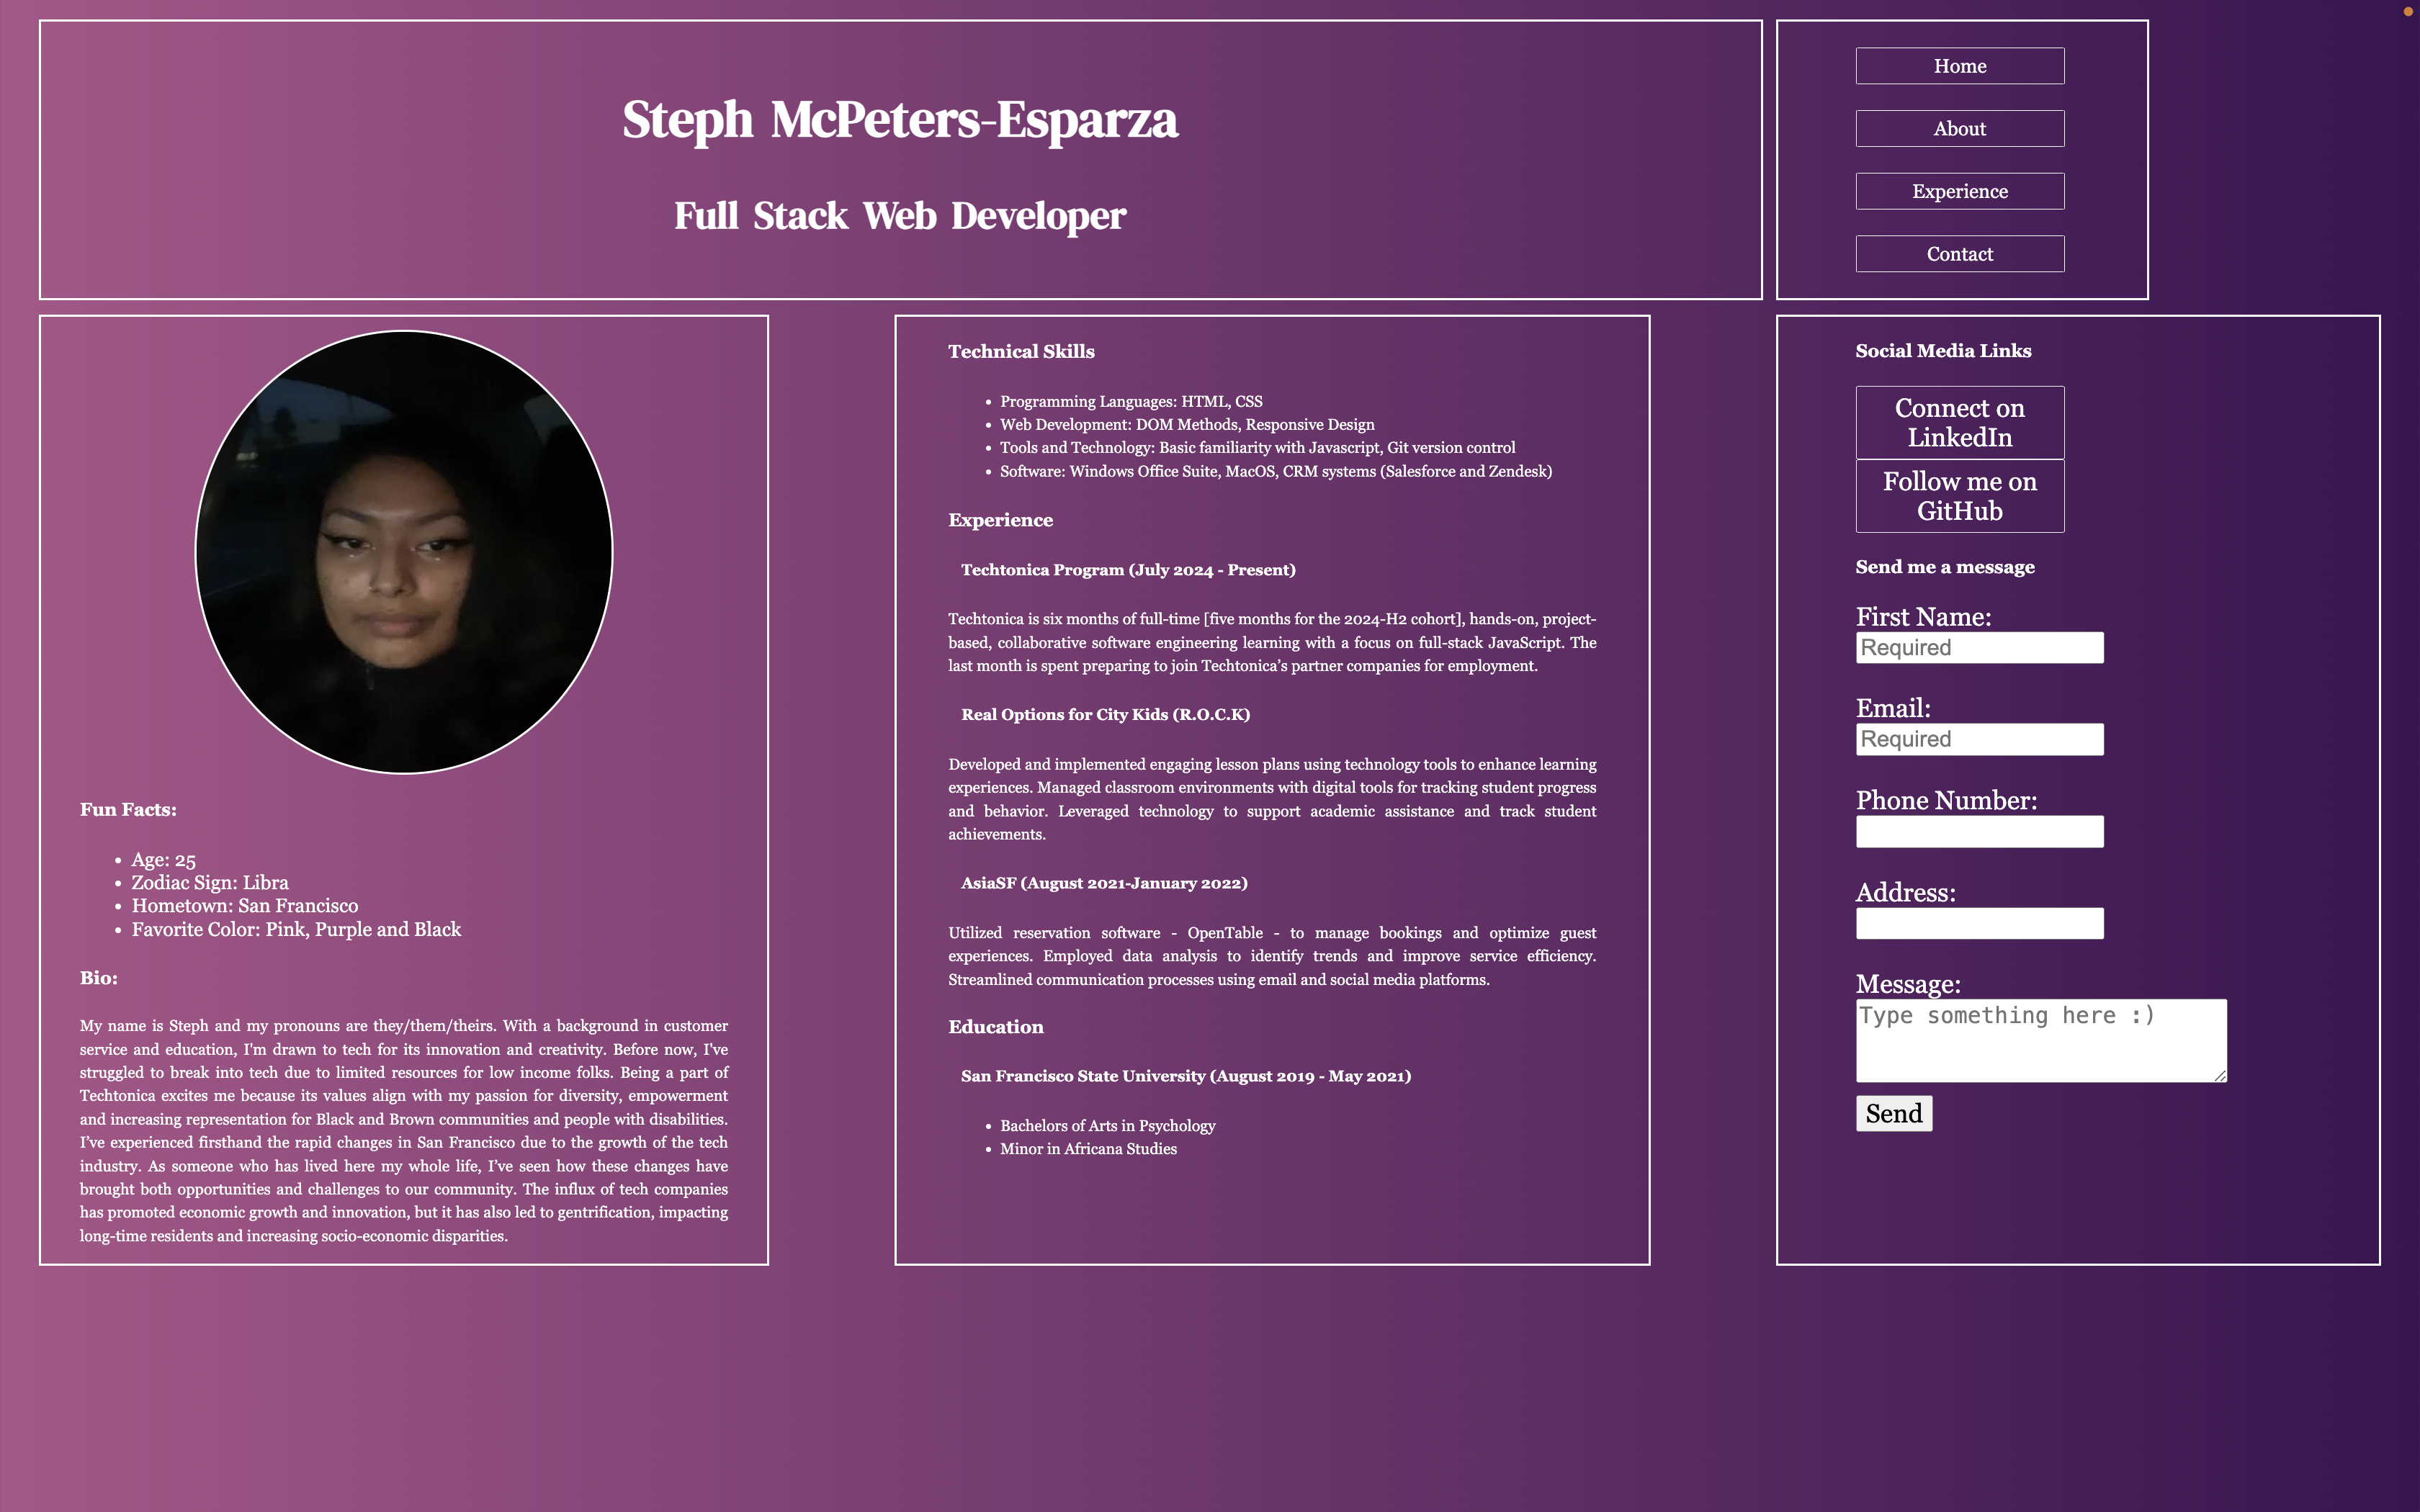 Steph McPeters-Esparza
Full Stack Web Developer
Home
About
Experience
Contact
Fun Facts:
• Age: 25
• Zodiac Sign: Libra
• Hometown: San Francisco
• Favorite Color: Pink, Purple and Black
Bio:
My name is Steph and my pronouns are they/them/theirs. With a background in customer
service and education, I'm drawn to tech for its innovation and creativity. Before now, I've
struggled to break into tech due to limited resources for low income folks. Being a part of
Techtonica excites me because its values align with my passion for diversity, empowerment
and increasing representation for Black and Brown communities and people with disabilities.
I’ve experienced firsthand the rapid changes in San Francisco due to the growth of the tech
industry. As someone who has lived here my whole life, I’ve seen how these changes have
brought both opportunities and challenges to our community. The influx of tech companies
has promoted economic growth and innovation, but it has also led to gentrification, impacting
long-time residents and increasing socio-economic disparities.
Technical Skills
• Programming Languages: HTML, CSS
• Web Development: DOM Methods, Responsive Design
• Tools and Technology: Basic familiarity with Javascript, Git version control
• Software: Windows Office Suite, MacOS, CRM systems (Salesforce and Zendesk)
Experience
Techtonica Program (July 2024 - Present)
Techtonica is six months of full-time [five months for the 2024-H2 cohort], hands-on, project-
based, collaborative software engineering learning with a focus on full-stack JavaScript. The
last month is spent preparing to join Techtonica’s partner companies for employment.
Real Options for City Kids (R.O.C.K)
Developed and implemented engaging lesson plans using technology tools to enhance learning
experiences. Managed classroom environments with digital tools for tracking student progress
and behavior. Leveraged technology to support academic assistance and track student
achievements.
AsiaSF (August 2021-January 2022)
Utilized reservation software - OpenTable - to manage bookings and optimize guest
experiences. Employed data analysis to identify trends and improve service efficiency.
Streamlined communication processes using email and social media platforms.
Education
San Francisco State University (August 2019 - May 2021)
• Bachelors of Arts in Psychology
• Minor in Africana Studies
Social Media Links
Connect on
LinkedIn
Follow me on
GitHub
Send me a message
First Name:
Required
Email:
Required
Phone Number:
Address:
Message:
Type something here :)
Send